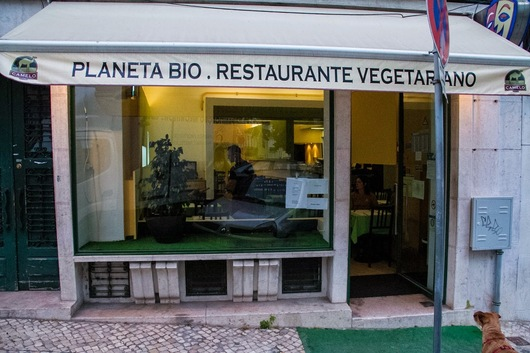 PLANETA BIO . RESTAURANTE VEGETARIANO
CAMELO
CAMELO